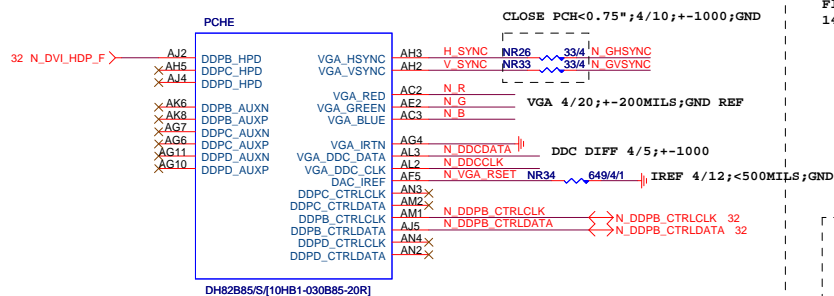 PCHE
CLOSE PCH<0.75";4/10;+-1000;GND
FI
14
32 N_DVI_HDP_F AJ2 DDPB_HPD
AH5 DDPC_HPD
AJ4 DDPD_HPD
AK6 DDPB_AUXN
AK8 DDPB_AUXP
AG7 DDPC_AUXN
AG6 DDPC_AUXP
AG11 DDPD_AUXN
AG10 DDPD_AUXP
VGA_HSYNC AH3 H_SYNC NR26 33/4 N_GHSYNC
VGA_VSYNC AH2 V_SYNC NR33 33/4 N_GVSYNC
VGA_RED AC2 N_R
VGA_GREEN AE2 N_G
VGA_BLUE AC3 N_B
VGA 4/20;+-200MILS;GND REF
VGA_IRTN AG4
VGA_DDC_DATA AL3 N_DDCDATA
VGA_DDC_CLK AL2 N_DDCCLK
DDC DIFF 4/5;+-1000
DAC_IREF AF5 N_VGA_RSET NR34 649/4/1 IREF 4/12;<500MILS;GND
DDPC_CTRLCLK AN3
DDPC_CTRLDATA AM2
DDPB_CTRLCLK AM1 N_DDPB_CTRLCLK N_DDPB_CTRLCLK 32
DDPB_CTRLDATA AJ5 N_DDPB_CTRLDATA N_DDPB_CTRLDATA 32
DDPD_CTRLCLK AN4
DDPD_CTRLDATA AN2
DH82B85/S/[10HB1-030B85-20R]